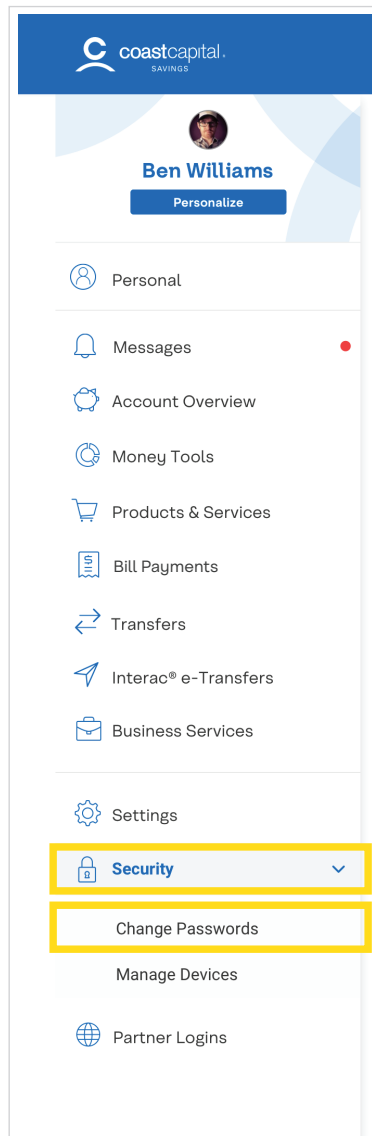 coastcapital.
SAVINGS
Ben Williams
Personalize
Personal
Messages
Account Overview
Money Tools
Products & Services
Bill Payments
Transfers
Interac® e-Transfers
Business Services
Settings
Security
Change Passwords
Manage Devices
Partner Logins